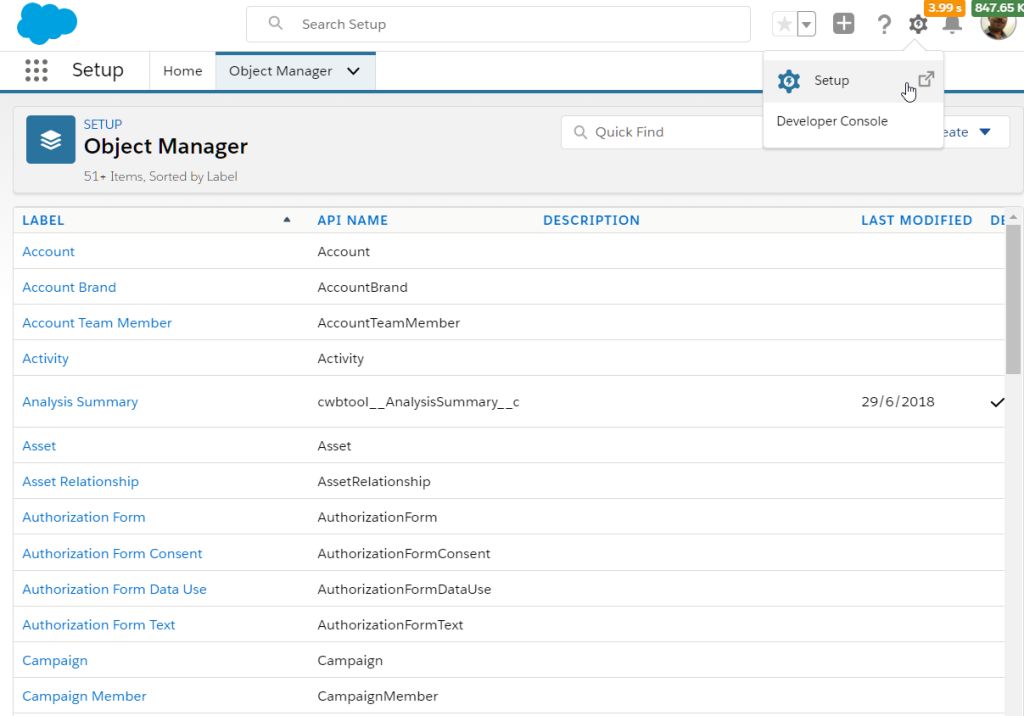 3.99 s 847.65 K
Search Setup
Setup Home Object Manager
Setup
Developer Console
SETUP
Object Manager
51+ Items, Sorted by Label
Quick Find
eate
LABEL API NAME DESCRIPTION LAST MODIFIED DE
Account Account
Account Brand AccountBrand
Account Team Member AccountTeamMember
Activity Activity
Analysis Summary cwbtool__AnalysisSummary__c 29/6/2018
Asset Asset
Asset Relationship AssetRelationship
Authorization Form AuthorizationForm
Authorization Form Consent AuthorizationFormConsent
Authorization Form Data Use AuthorizationFormDataUse
Authorization Form Text AuthorizationFormText
Campaign Campaign
Campaign Member CampaignMember